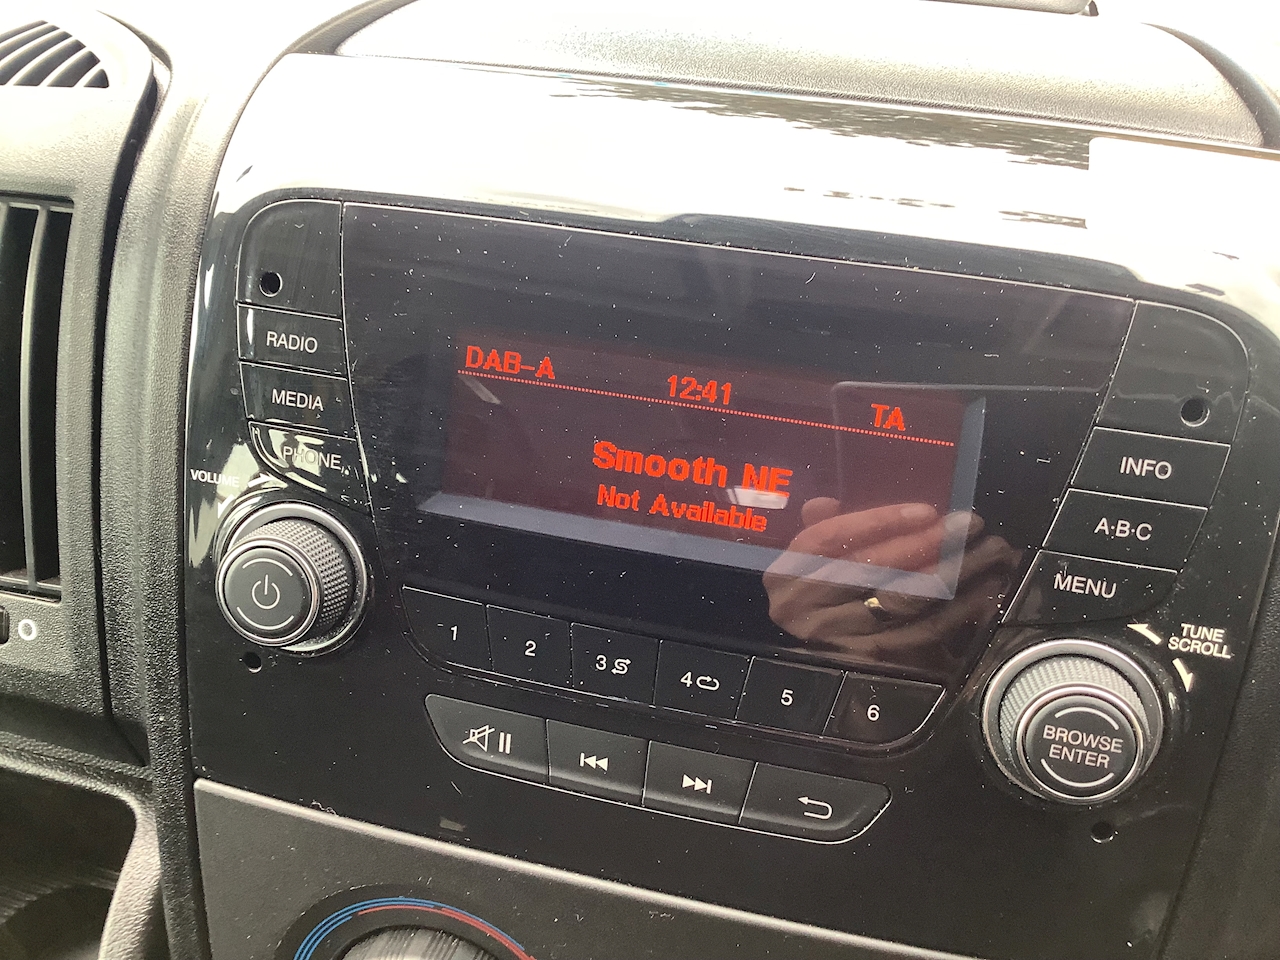 RADIO
MEDIA
PHONE
VOLUME
DAB-A
12:41
TA
Smooth NE
Not Available
INFO
A·B·C
MENU
TUNE
SCROLL
BROWSE
ENTER
1
2
3
4
5
6